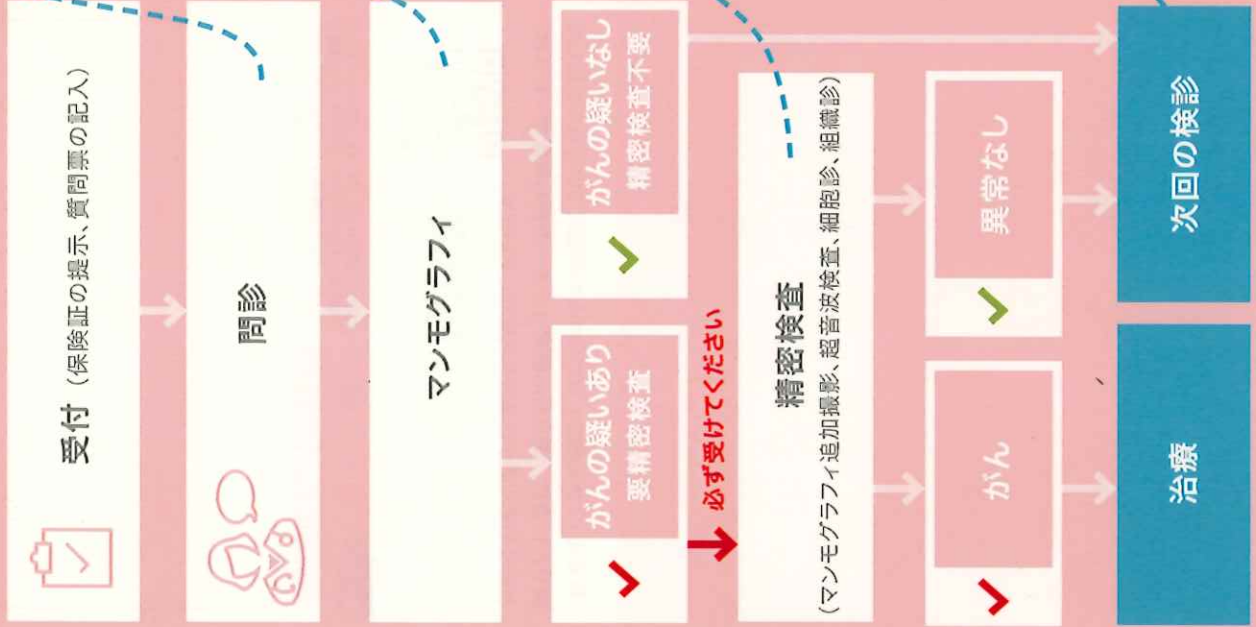 受付（保険証の提示、質問票の記入）
問診
マンモグラフィ
がんの疑いあり
要精密検査
がんの疑いなし
精密検査不要
必ず受けてください
精密検査
（マンモグラフィ追加撮影、超音波検査、細胞診、組織診）
がん
異常なし
治療
次回の検診